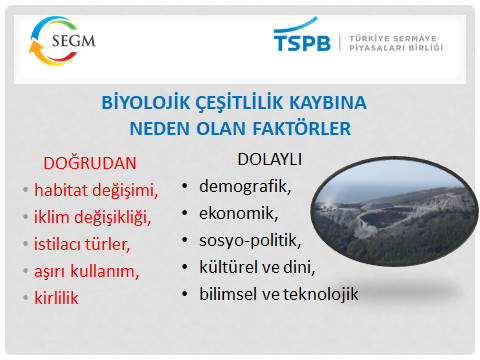 SEGM
TSPB
TÜRKİYE SERMAYE
PİYASALARI BİRLİĞİ
BİYOLOJİK ÇEŞİTLİLİK KAYBINA
NEDEN OLAN FAKTÖRLER
DOĞRUDAN
• habitat değişimi,
• iklim değişikliği,
• istilacı türler,
• aşırı kullanım,
• kirlilik
DOLAYLI
• demografik,
• ekonomik,
• sosyo-politik,
• kültürel ve dini,
• bilimsel ve teknolojik